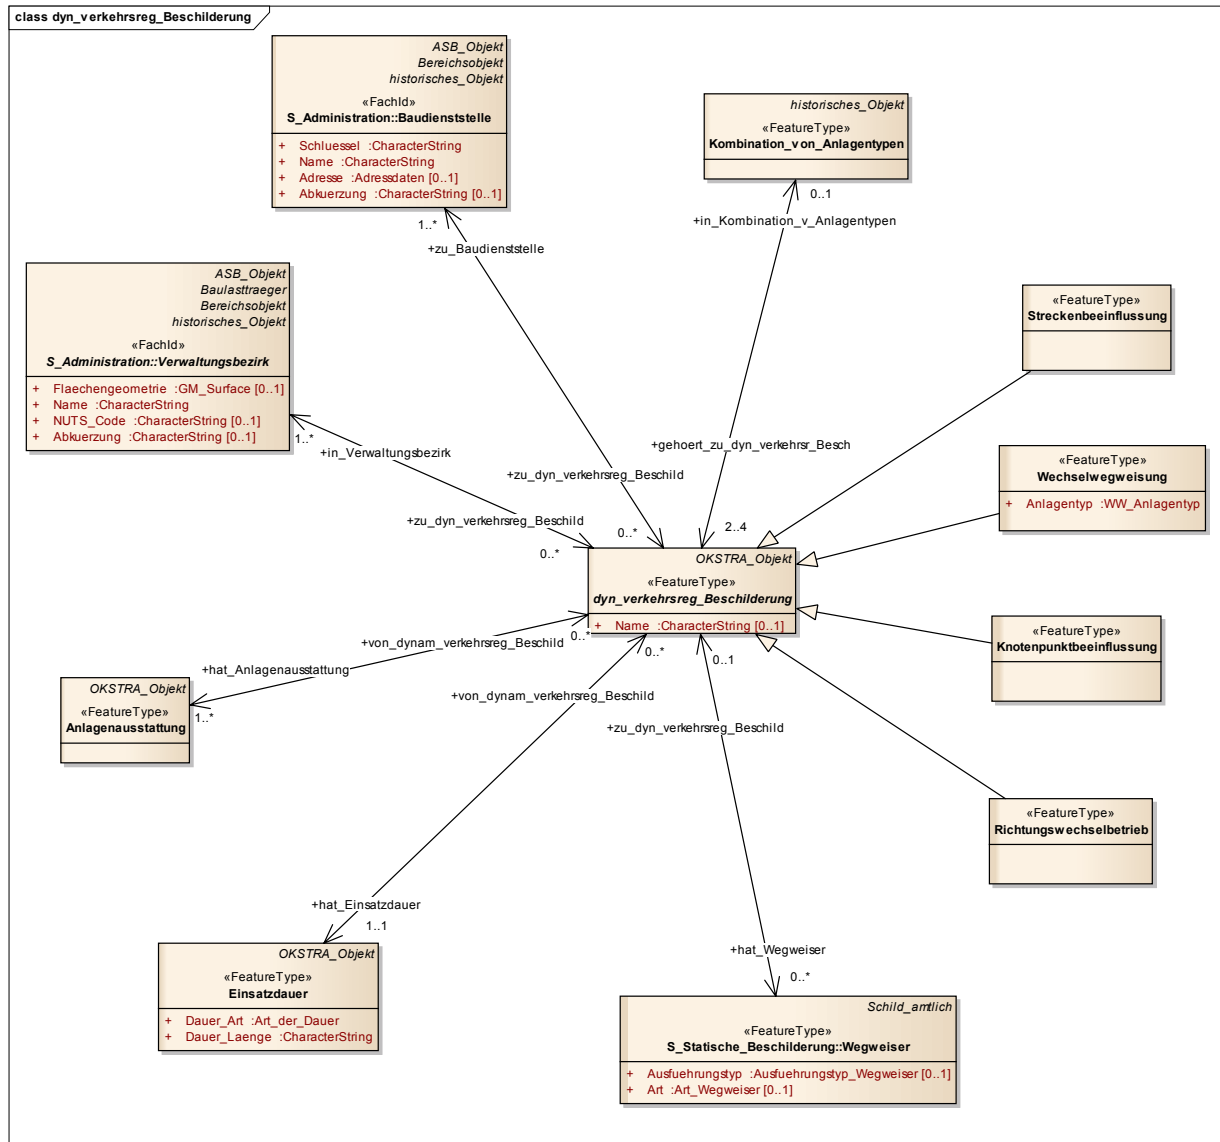 class dyn_verkehrsreg_Beschilderung
ASB_Objekt
Bereichsobjekt
historisches_Objekt
«FachId»
S_Administration::Baudienststelle
+ Schluessel :CharacterString
+ Name :CharacterString
+ Adresse :Adressdaten [0..1]
+ Abkuerzung :CharacterString [0..1]
historisches_Objekt
«FeatureType»
Kombination_von_Anlagentypen
0..1
+in_Kombination_v_Anlagentypen
1..*
+zu_Baudienststelle
ASB_Objekt
Baulasttraeger
Bereichsobjekt
historisches_Objekt
«FachId»
S_Administration::Verwaltungsbezirk
+ Flaechengeometrie :GM_Surface [0..1]
+ Name :CharacterString
+ NUTS_Code :CharacterString [0..1]
+ Abkuerzung :CharacterString [0..1]
«FeatureType»
Streckenbeeinflussung
1..*
+in_Verwaltungsbezirk
+gehoert_zu_dyn_verkehrsr_Besch
«FeatureType»
Wechselwegweisung
+ Anlagentyp :WW_Anlagentyp
+zu_dyn_verkehrsreg_Beschild
+zu_dyn_verkehrsreg_Beschild
0..*
0..*
2..4
OKSTRA_Objekt
«FeatureType»
dyn_verkehrsreg_Beschilderung
+ Name :CharacterString [0..1]
«FeatureType»
Knotenpunktbeeinflussung
0..*
+von_dynam_verkehrsreg_Beschild
0..*
0..1
+hat_Anlagenausstattung
+von_dynam_verkehrsreg_Beschild
OKSTRA_Objekt
«FeatureType»
Anlagenausstattung
1..*
+zu_dyn_verkehrsreg_Beschild
«FeatureType»
Richtungswechselbetrieb
+hat_Einsatzdauer
1..1
OKSTRA_Objekt
«FeatureType»
Einsatzdauer
+ Dauer_Art :Art_der_Dauer
+ Dauer_Laenge :CharacterString
+hat_Wegweiser
0..*
Schild_amtlich
«FeatureType»
S_Statische_Beschilderung::Wegweiser
+ Ausfuehrungstyp :Ausfuehrungstyp_Wegweiser [0..1]
+ Art :Art_Wegweiser [0..1]